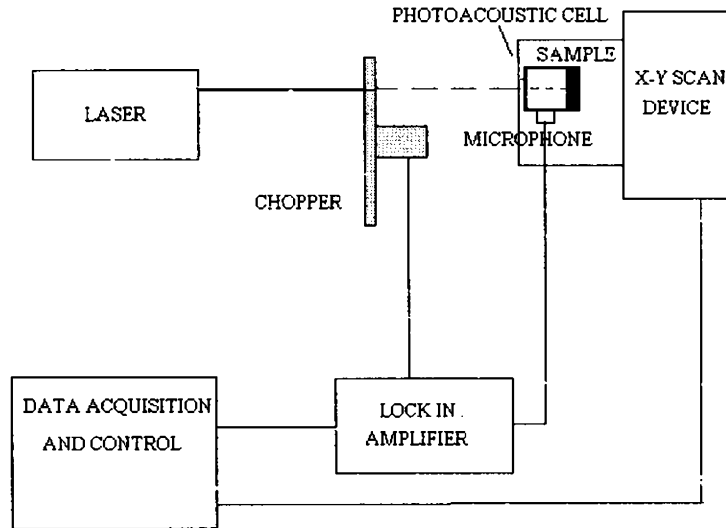 PHOTOACOUSTIC CELL
SAMPLE
X-Y SCAN
DEVICE
LASER
MICROPHONE
CHOPPER
DATA ACQUISITION
AND CONTROL
LOCK IN
AMPLIFIER